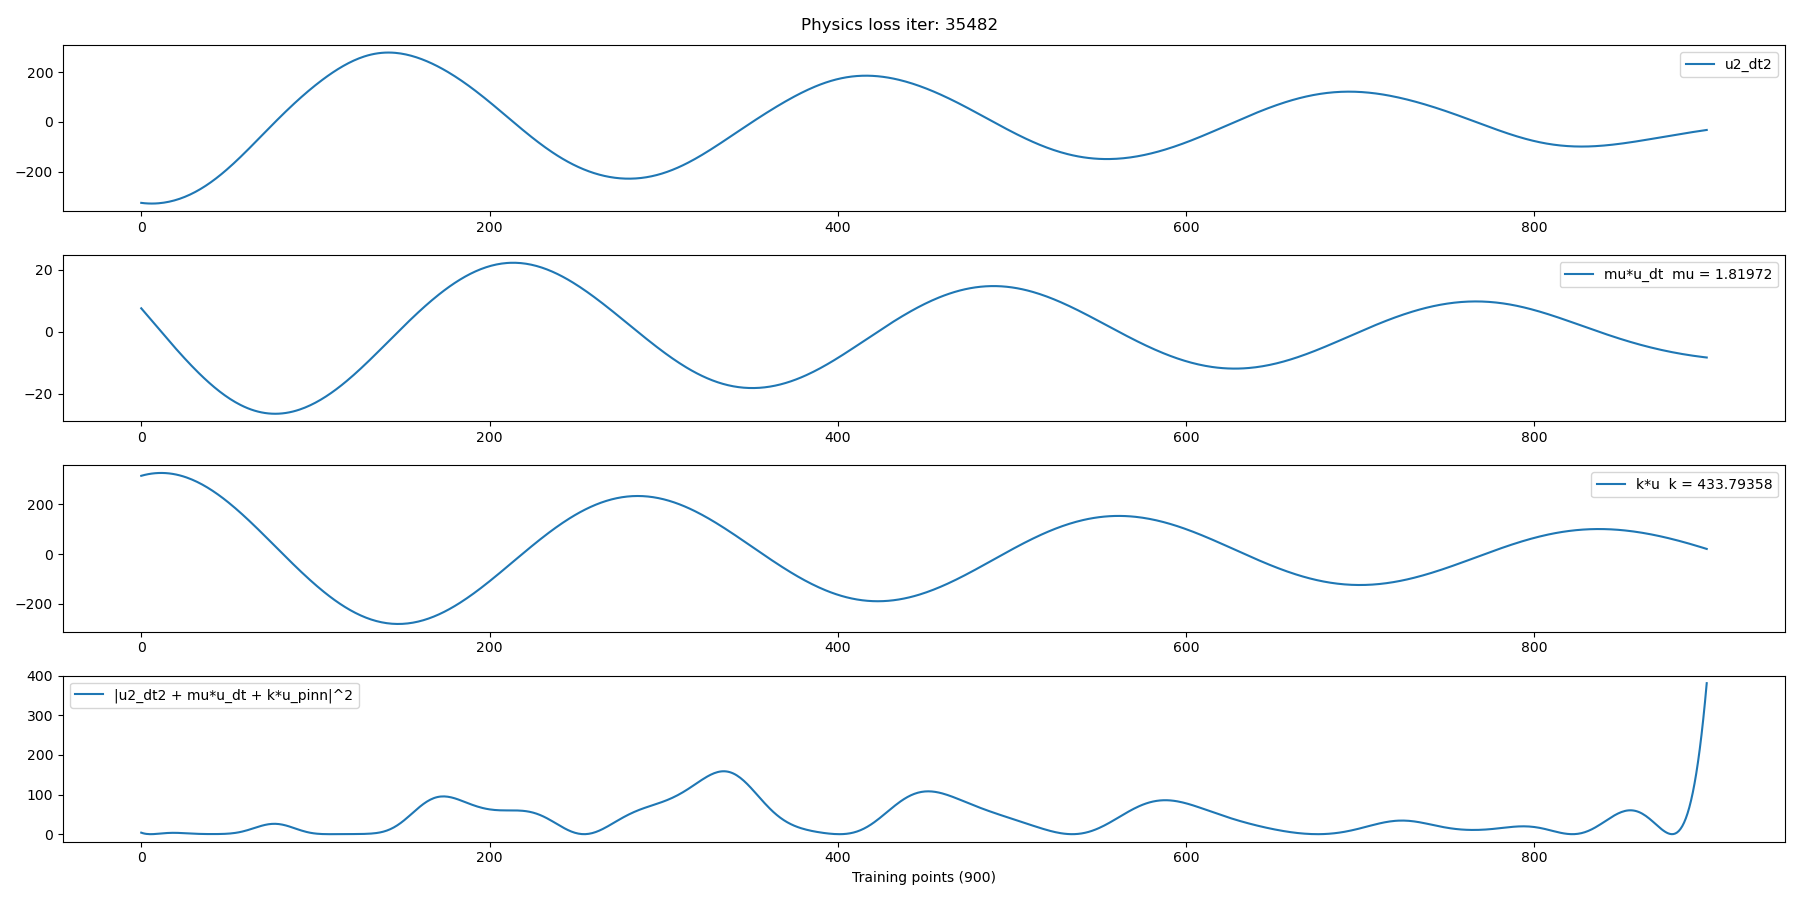 Physics loss iter: 35482
u2_dt2
200
0
−200
0 200 400 600 800
mu*u_dt  mu = 1.81972
20
0
−20
0 200 400 600 800
k*u  k = 433.79358
200
0
−200
0 200 400 600 800
|u2_dt2 + mu*u_dt + k*u_pinn|^2
400
300
200
100
0
0 200 400 600 800
Training points (900)